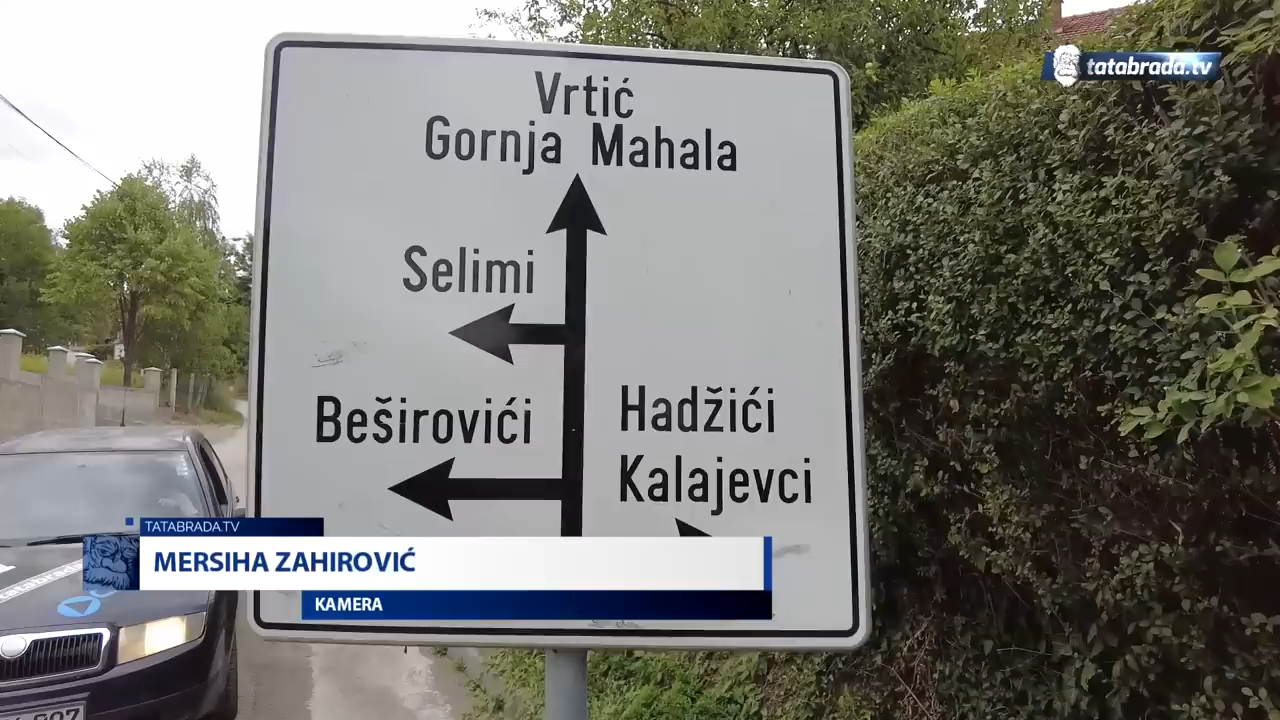 tatabrada.tv
Vrtić
Gornja Mahala
Selimi
Beširovići
Hadžići
Kalajevci
TATABRADA.TV
MERSIHA ZAHIROVIĆ
KAMERA